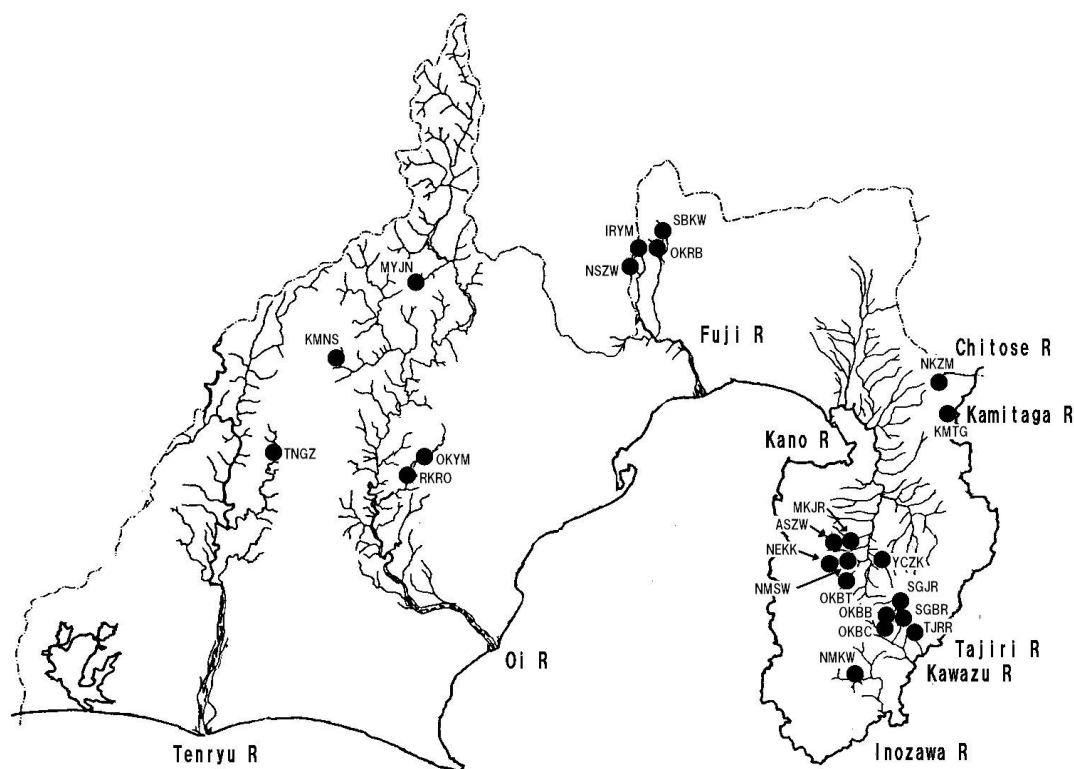 SBKW
IRYM
OKRB
NSZW
MYJN
Fuji R
KMNS
Chitose R
NKZM
Kamitaga R
KMTG
Kano R
TNGZ
OKYM
RKRO
MKJR
ASZW
NEKK
YCZK
NMSW
OKBT
SGJR
OKBB
SGBR
OKBC
TJRR
Tajiri R
Oi R
NMKW
Kawazu R
Tenryu R
Inozawa R